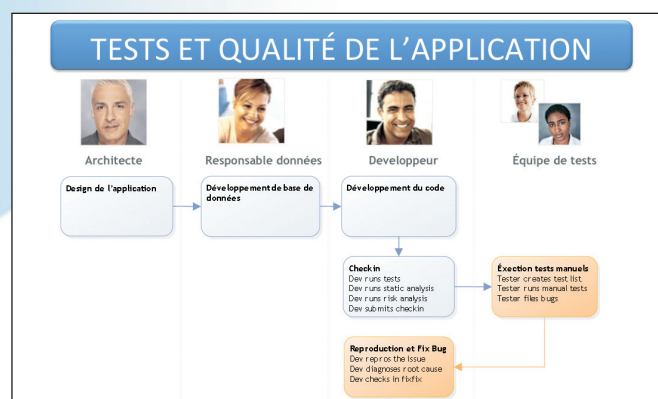 TESTS ET QUALITÉ DE L'APPLICATION
Architecte
Responsable données
Developpeur
Équipe de tests
Design de l'application
Développement de base de
données
Développement du code
Checkin
Dev runs tests
Dev runs static analysis
Dev runs risk analysis
Dev submits checkin
Éxection tests manuels
Tester creates test list
Tester runs manual tests
Tester files bugs
Reproduction et Fix Bug
Dev repros the issue
Dev diagnoses root cause
Dev checks in fixfix